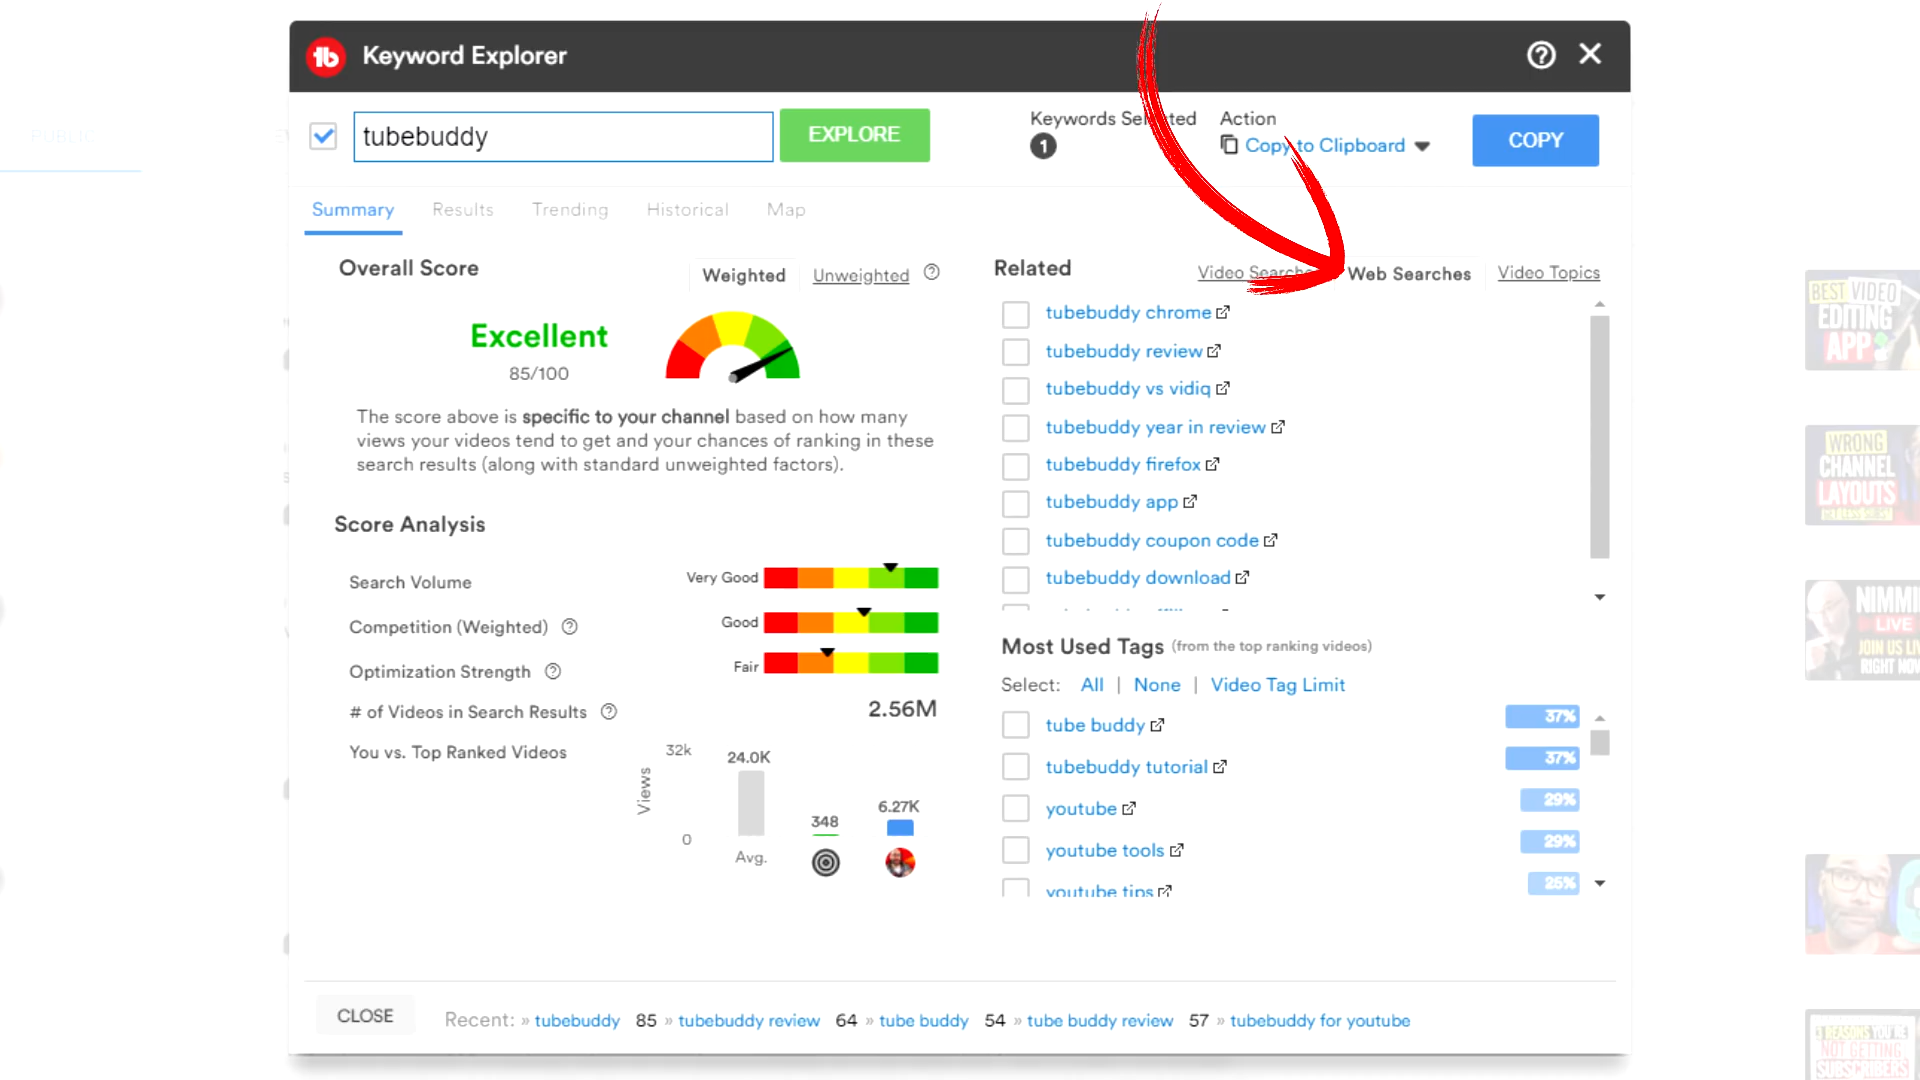 Keyword Explorer
tubebuddy
EXPLORE
Keywords Selected
1
Action
Copy to Clipboard
COPY
PUBLIC
Summary
Results
Trending
Historical
Map
Overall Score
Weighted
Unweighted
Excellent
85/100
The score above is specific to your channel based on how many
views your videos tend to get and your chances of ranking in these
search results (along with standard unweighted factors).
Score Analysis
Search Volume
Very Good
Competition (Weighted)
Good
Optimization Strength
Fair
# of Videos in Search Results
2.56M
You vs. Top Ranked Videos
Views
32k
0
24.0K
Avg.
348
6.27K
Related
Video Searches
Web Searches
Video Topics
tubebuddy chrome
tubebuddy review
tubebuddy vs vidiq
tubebuddy year in review
tubebuddy firefox
tubebuddy app
tubebuddy coupon code
tubebuddy download
Most Used Tags (from the top ranking videos)
Select: All | None | Video Tag Limit
tube buddy 37%
tubebuddy tutorial 37%
youtube 29%
youtube tools 29%
youtube tips 25%
CLOSE
Recent: » tubebuddy 85 » tubebuddy review 64 » tube buddy 54 » tube buddy review 57 » tubebuddy for youtube
BEST VIDEO
EDITING
APP
WRONG
CHANNEL
LAYOUTS
LIVE
RIGHT
NOT GETTING
SUBSCRIBERS